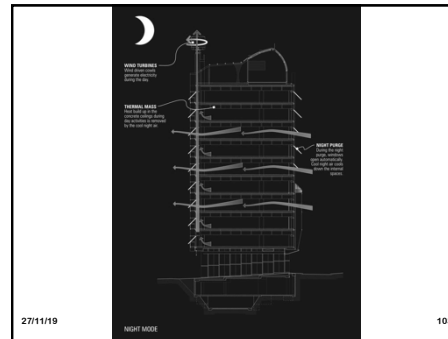 WIND TURBINES
Wind driven cowls
generate electricity
during the day.
THERMAL MASS
Heat build up in the
concrete ceilings during
day activities is removed
by the cool night air.
NIGHT PURGE
During the night
purge, windows
open automatically.
Cool night air cools
down the internal
spaces.
NIGHT MODE
27/11/19
10